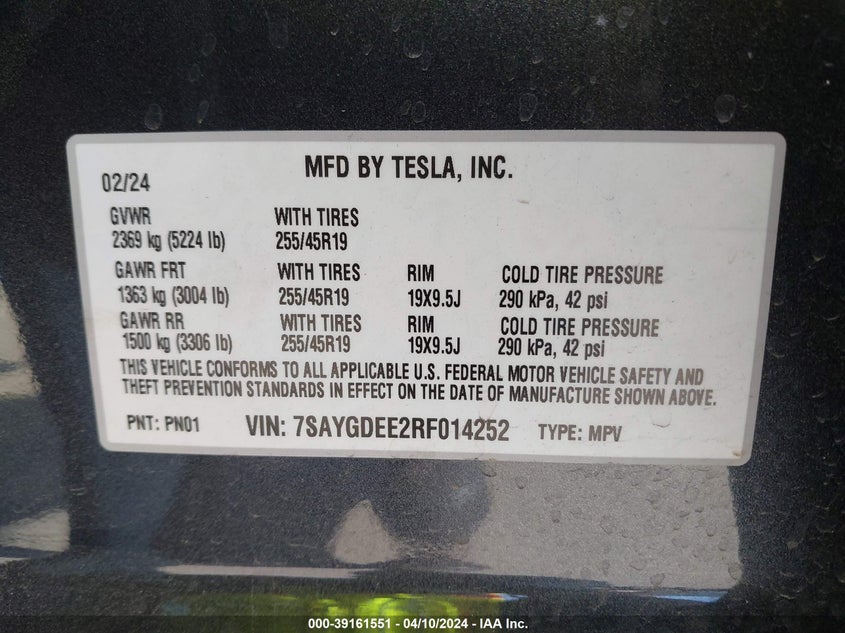 MFD BY TESLA, INC.
02/24
GVWR WITH TIRES
2369 kg (5224 lb) 255/45R19
GAWR FRT WITH TIRES RIM COLD TIRE PRESSURE
1363 kg (3004 lb) 255/45R19 19X9.5J 290 kPa, 42 psi
GAWR RR WITH TIRES RIM COLD TIRE PRESSURE
1500 kg (3306 lb) 255/45R19 19X9.5J 290 kPa, 42 psi
THIS VEHICLE CONFORMS TO ALL APPLICABLE U.S. FEDERAL MOTOR VEHICLE SAFETY AND
THEFT PREVENTION STANDARDS IN EFFECT ON THE DATE OF MANUFACTURE SHOWN ABOVE.
PNT: PN01 VIN: 7SAYGDEE2RF014252 TYPE: MPV
000-39161551 - 04/10/2024 - IAA Inc.